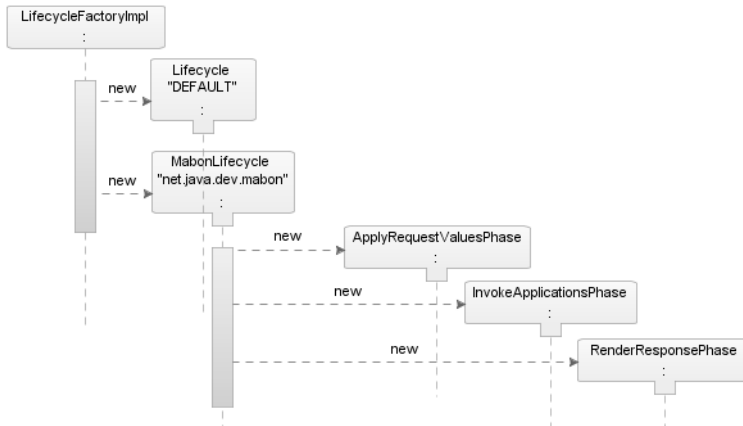 LifecycleFactoryImpl
:
new
Lifecycle
"DEFAULT"
:
new
MabonLifecycle
"net.java.dev.mabon"
:
new
ApplyRequestValuesPhase
:
new
InvokeApplicationsPhase
:
new
RenderResponsePhase
: